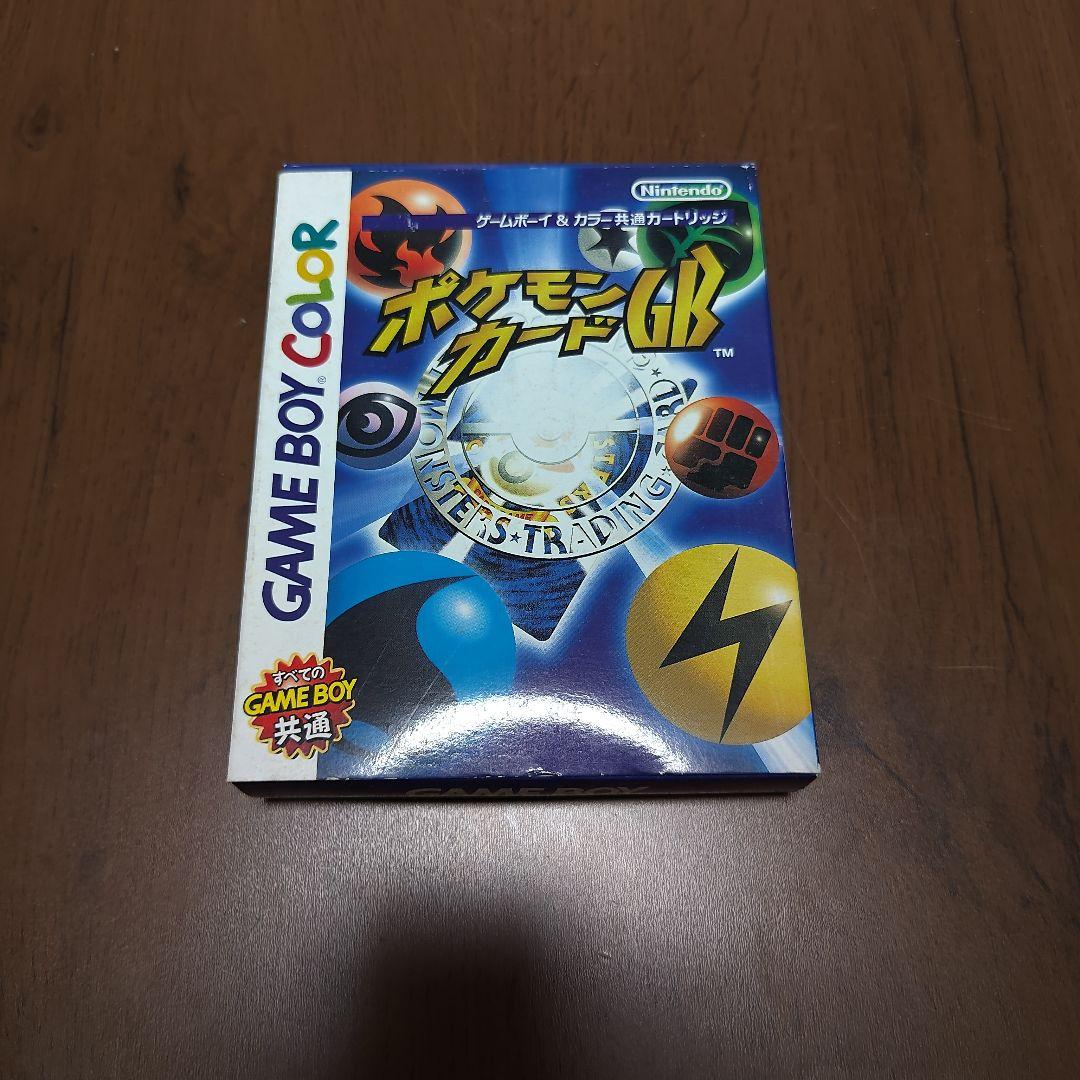 Nintendo
ゲームボーイ & カラー共通カートリッジ
ポケモン
カードGB
TM
GAME BOY® COLOR
MONSTERS★TRADING★CARD
すべての
GAME BOY
共通
GAME BOY